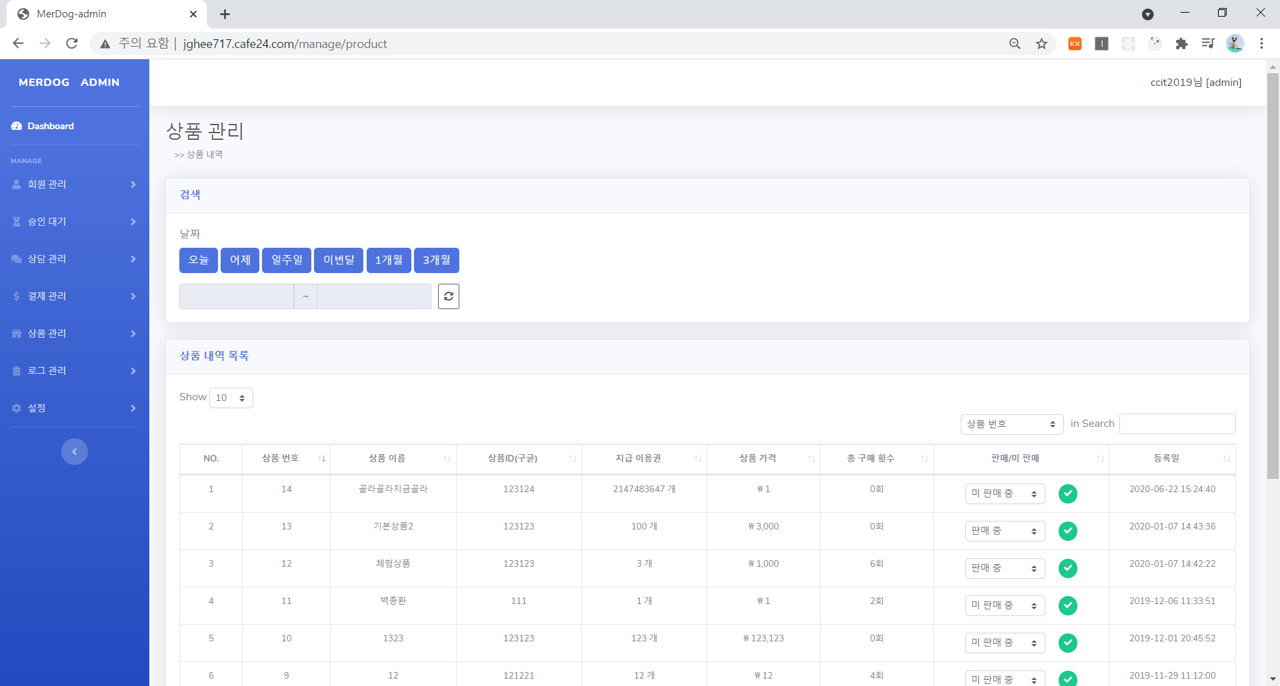 MerDog-admin
주의 요함 | jghee717.cafe24.com/manage/product
MERDOG ADMIN
ccit2019님 [admin]
Dashboard
MANAGE
회원 관리
승인 대기
상담 관리
결제 관리
상품 관리
로그 관리
설정
상품 관리
>> 상품 내역
검색
날짜
오늘 어제 일주일 이번달 1개월 3개월
~
상품 내역 목록
Show 10
상품 번호 in Search
NO. 상품 번호 상품 이름 상품ID(구글) 지급 이용권 상품 가격 총 구매 횟수 판매/미 판매 등록일
1 14 골라골라지금골라 123124 2147483647 개 ₩ 1 0회 미 판매 중 2020-06-22 15:24:40
2 13 기본상품2 123123 100 개 ₩ 3,000 0회 판매 중 2020-01-07 14:43:36
3 12 체험상품 123123 3 개 ₩ 1,000 6회 판매 중 2020-01-07 14:42:22
4 11 백종환 111 1 개 ₩ 1 2회 미 판매 중 2019-12-06 11:33:51
5 10 1323 123123 123 개 ₩ 123,123 0회 미 판매 중 2019-12-01 20:45:52
6 9 12 121221 12 개 ₩ 12 4회 미 판매 중 2019-11-29 11:12:00